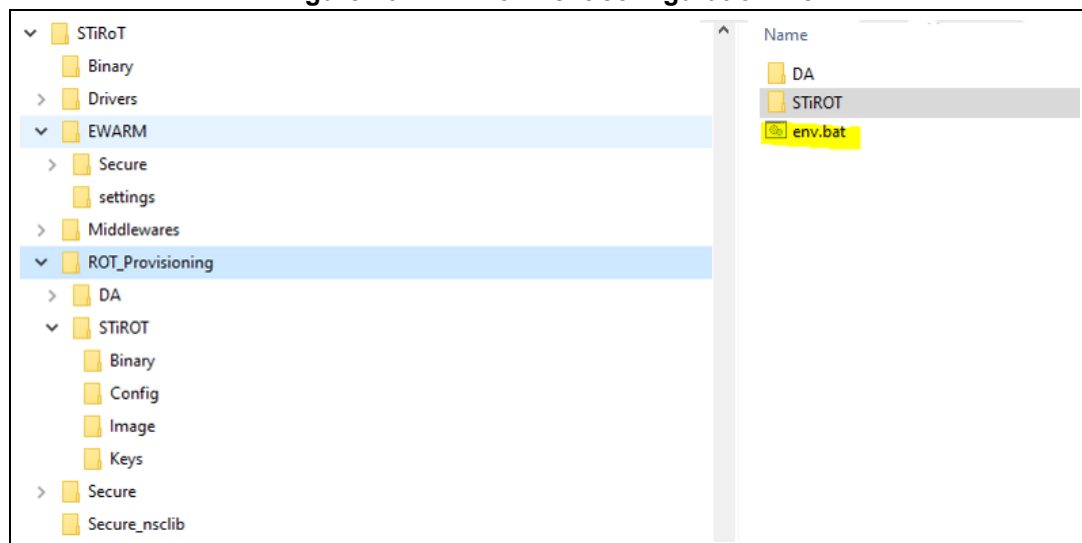 STiRoT
Binary
Drivers
EWARM
Secure
settings
Middlewares
ROT_Provisioning
DA
STiROT
Binary
Config
Image
Keys
Secure
Secure_nsclib
Name
DA
STiROT
env.bat